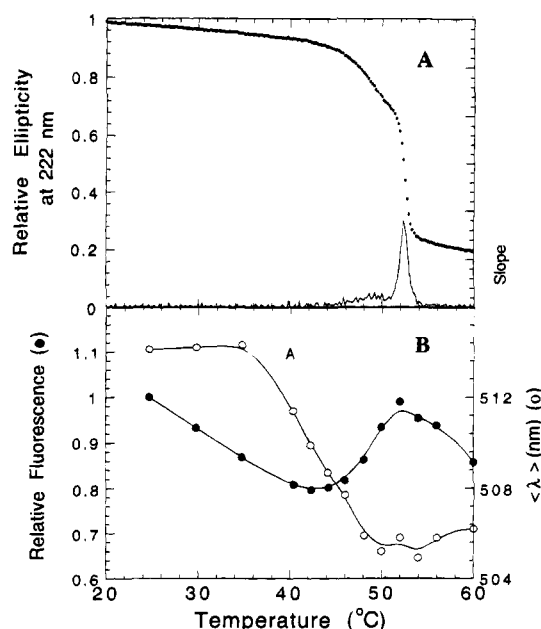 1
A
0.8
0.6
0.4
0.2
0
Relative Ellipticity
at 222 nm
Slope
1.1
A
B
1
0.9
0.8
0.7
0.6
Relative Fluorescence (●)
512
508
504
<λ> (nm) (o)
20 30 40 50 60
Temperature (°C)